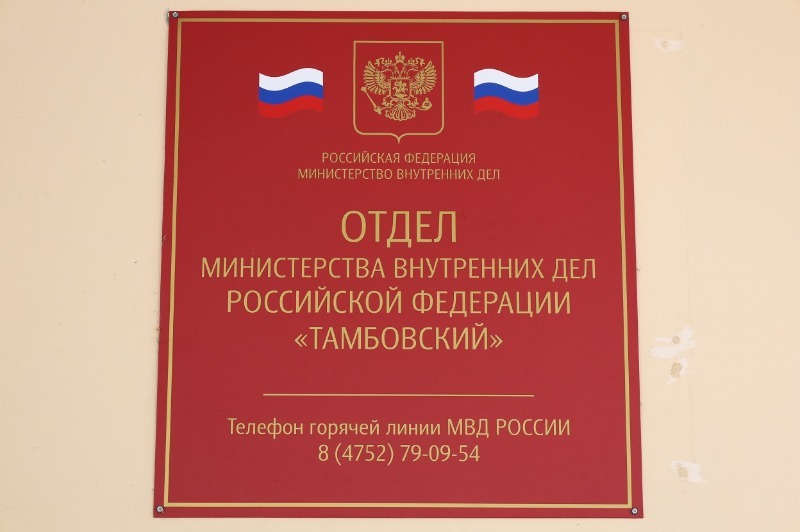 РОССИЙСКАЯ ФЕДЕРАЦИЯ
МИНИСТЕРСТВО ВНУТРЕННИХ ДЕЛ
ОТДЕЛ
МИНИСТЕРСТВА ВНУТРЕННИХ ДЕЛ
РОССИЙСКОЙ ФЕДЕРАЦИИ
«ТАМБОВСКИЙ»
Телефон горячей линии МВД РОССИИ
8 (4752) 79-09-54